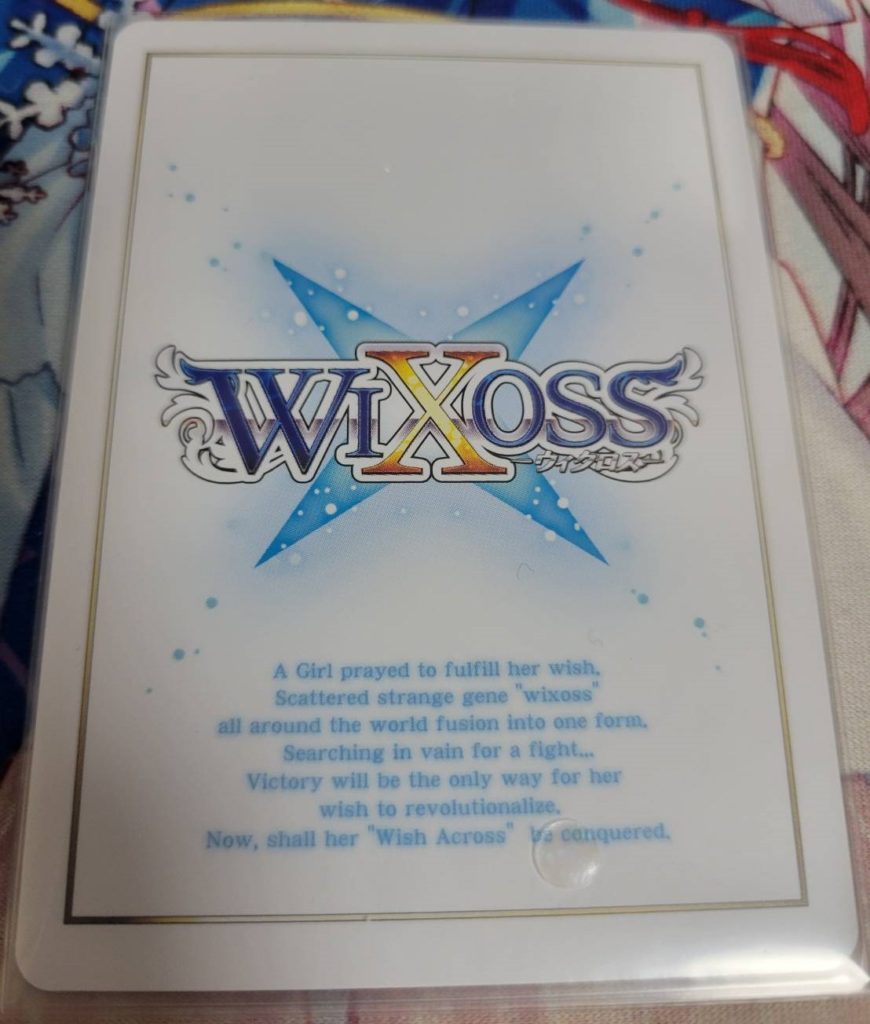 WIXOSS
ーウィクロスー
A Girl prayed to fulfill her wish.
Scattered strange gene "wixoss"
all around the world fusion into one form.
Searching in vain for a fight...
Victory will be the only way for her
wish to revolutionalize.
Now, shall her "Wish Across" be conquered.